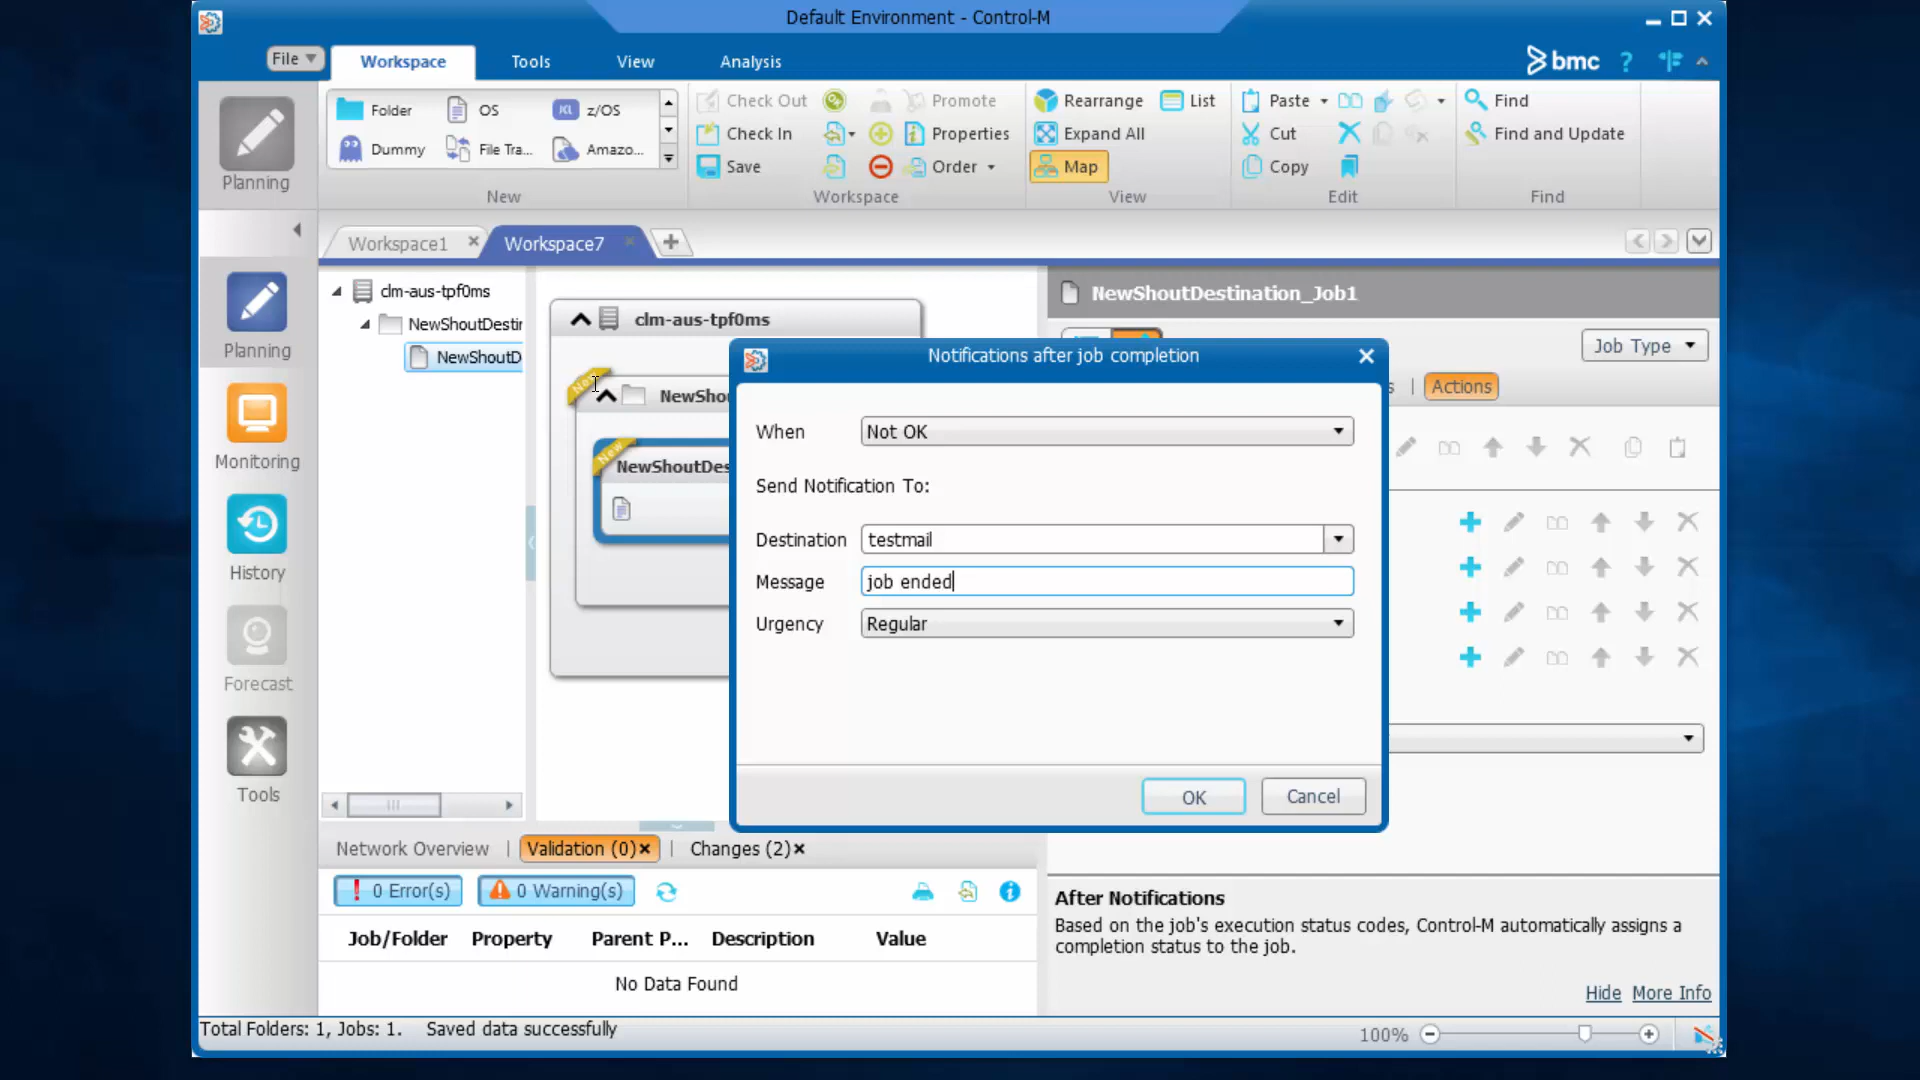 Default Environment - Control-M
File
Workspace
Tools
View
Analysis
bmc
?
Planning
Folder
OS
z/OS
Dummy
File Tra...
Amazo...
New
Check Out
Promote
Check In
Properties
Save
Order
Workspace
Rearrange
List
Expand All
Map
View
Paste
Cut
Copy
Edit
Find
Find and Update
Find
Workspace1
Workspace7
Planning
Monitoring
History
Forecast
Tools
clm-aus-tpf0ms
NewShoutDestin
NewShoutD
clm-aus-tpf0ms
New
NewShou
New
NewShoutDes
NewShoutDestination_Job1
Job Type
s | Actions
Notifications after job completion
When
Not OK
Send Notification To:
Destination
testmail
Message
job ended
Urgency
Regular
OK
Cancel
Network Overview | Validation (0) | Changes (2)
0 Error(s)
0 Warning(s)
Job/Folder
Property
Parent P...
Description
Value
No Data Found
After Notifications
Based on the job's execution status codes, Control-M automatically assigns a
completion status to the job.
Hide
More Info
Total Folders: 1, Jobs: 1. Saved data successfully
100%